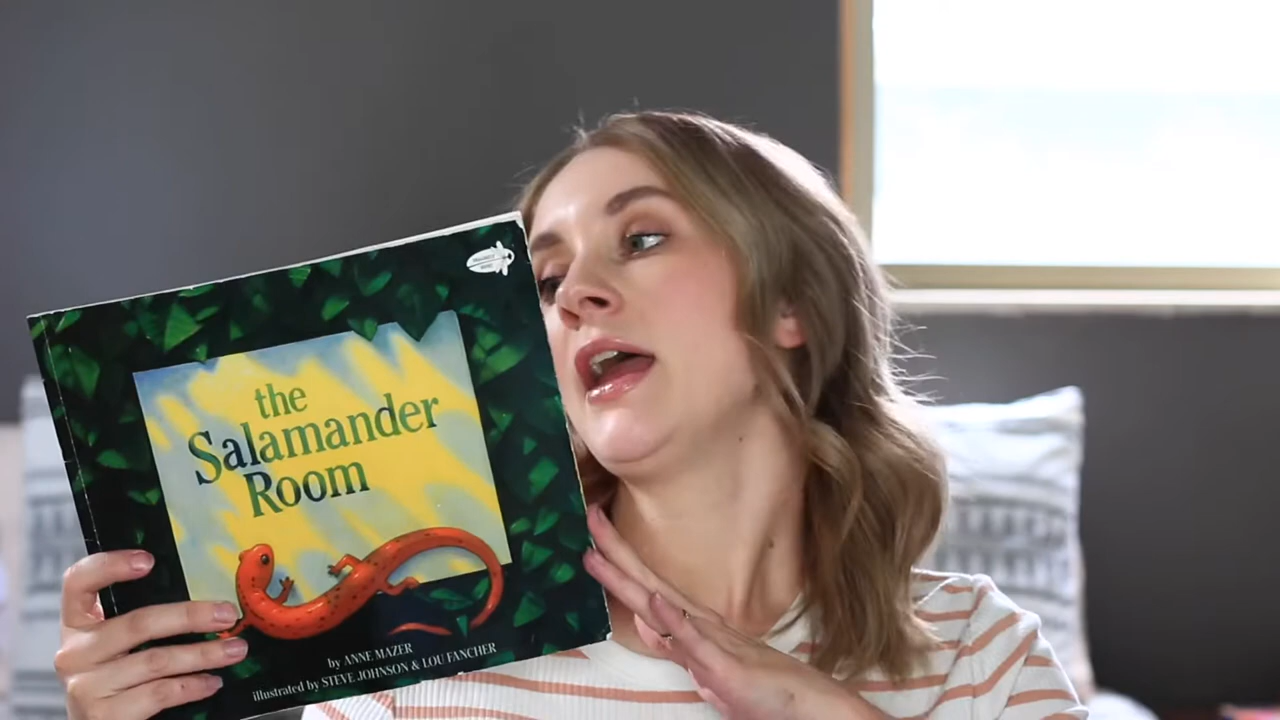 the
Salamander
Room
by ANNE MAZER
illustrated by STEVE JOHNSON & LOU FANCHER